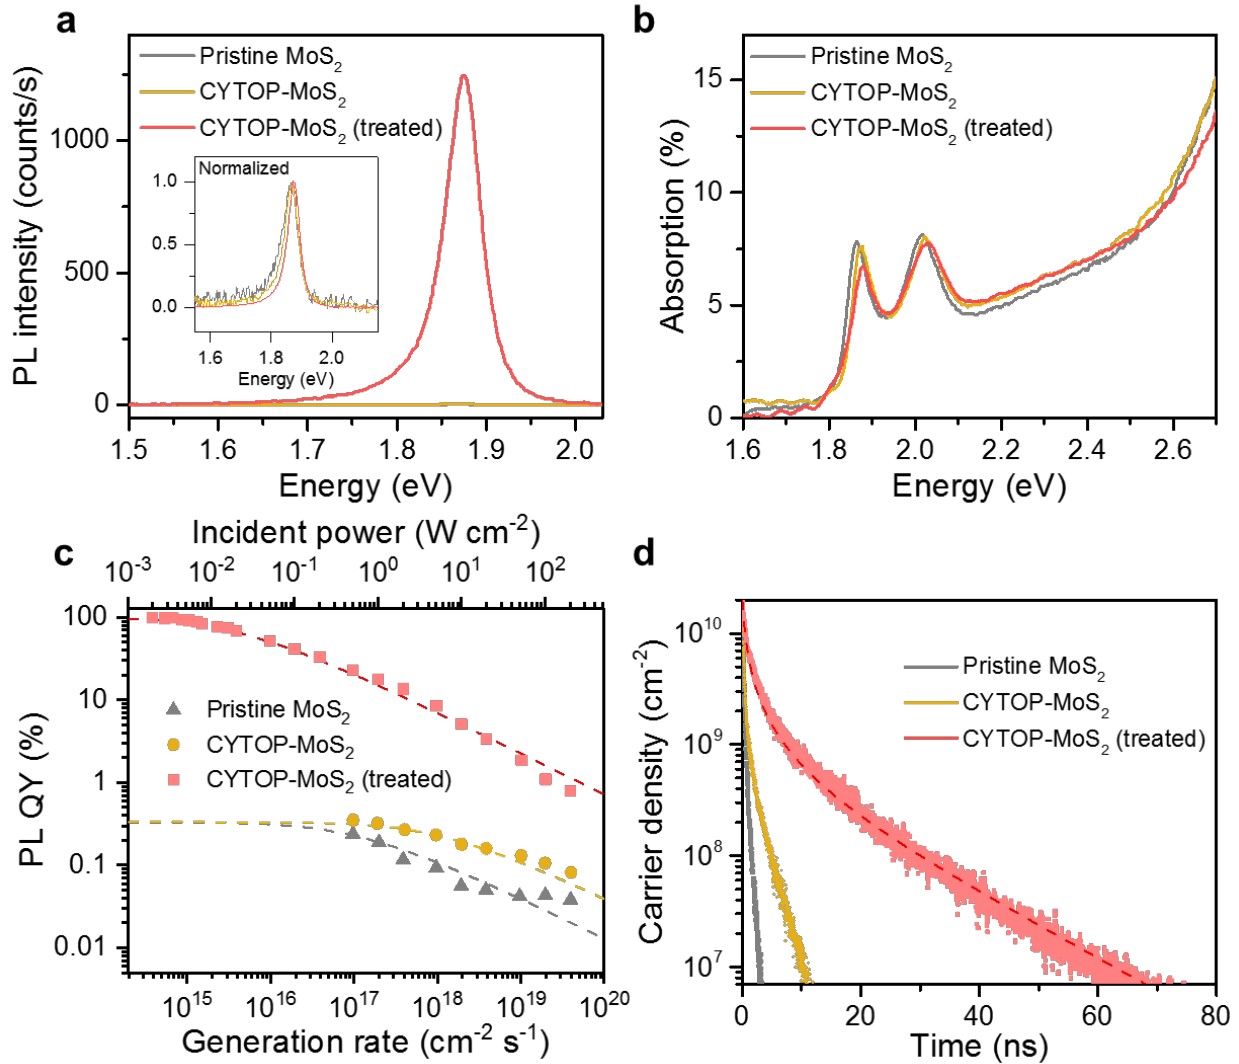 a
PL intensity (counts/s)
1000
500
0
Pristine MoS₂
CYTOP-MoS₂
CYTOP-MoS₂ (treated)
Normalized
1.0
0.5
0.0
1.6 1.8 2.0
Energy (eV)
1.5 1.6 1.7 1.8 1.9 2.0
Energy (eV)
b
Absorption (%)
15
10
5
0
Pristine MoS₂
CYTOP-MoS₂
CYTOP-MoS₂ (treated)
1.6 1.8 2.0 2.2 2.4 2.6
Energy (eV)
c
Incident power (W cm⁻²)
10⁻³ 10⁻² 10⁻¹ 10⁰ 10¹ 10²
PL QY (%)
100
10
1
0.1
0.01
Pristine MoS₂
CYTOP-MoS₂
CYTOP-MoS₂ (treated)
10¹⁵ 10¹⁶ 10¹⁷ 10¹⁸ 10¹⁹ 10²⁰
Generation rate (cm⁻² s⁻¹)
d
Carrier density (cm⁻²)
10¹⁰
10⁹
10⁸
10⁷
Pristine MoS₂
CYTOP-MoS₂
CYTOP-MoS₂ (treated)
0 20 40 60 80
Time (ns)